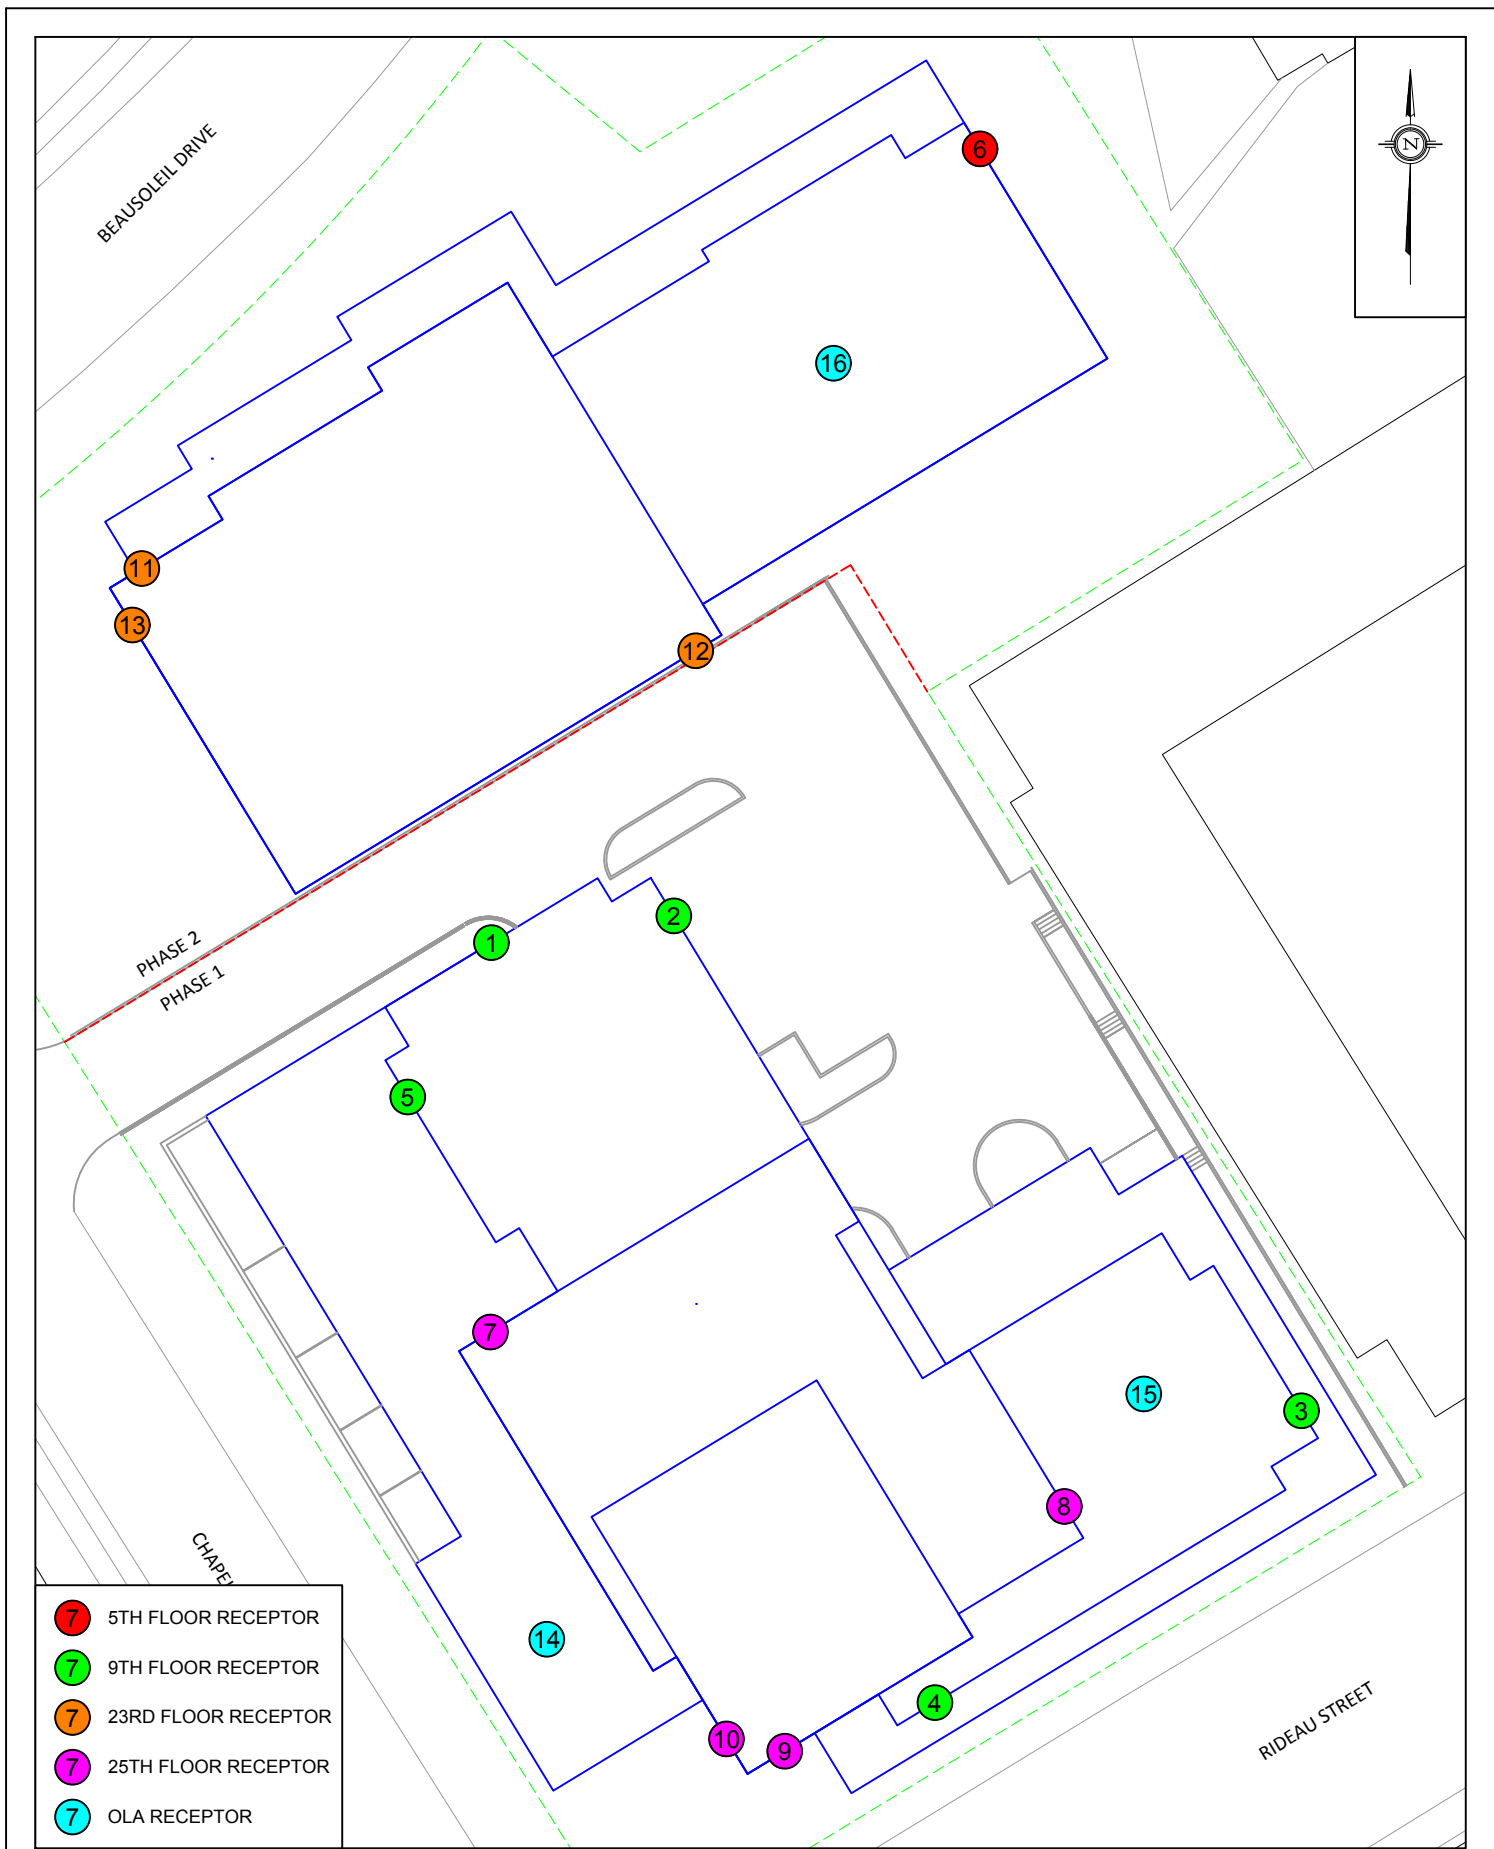 BEAUSOLEIL DRIVE
N
6
16
11
13
12
2
1
PHASE 2
PHASE 1
5
7
15
3
8
14
4
10
9
RIDEAU STREET
7 5TH FLOOR RECEPTOR
7 9TH FLOOR RECEPTOR
7 23RD FLOOR RECEPTOR
7 25TH FLOOR RECEPTOR
7 OLA RECEPTOR